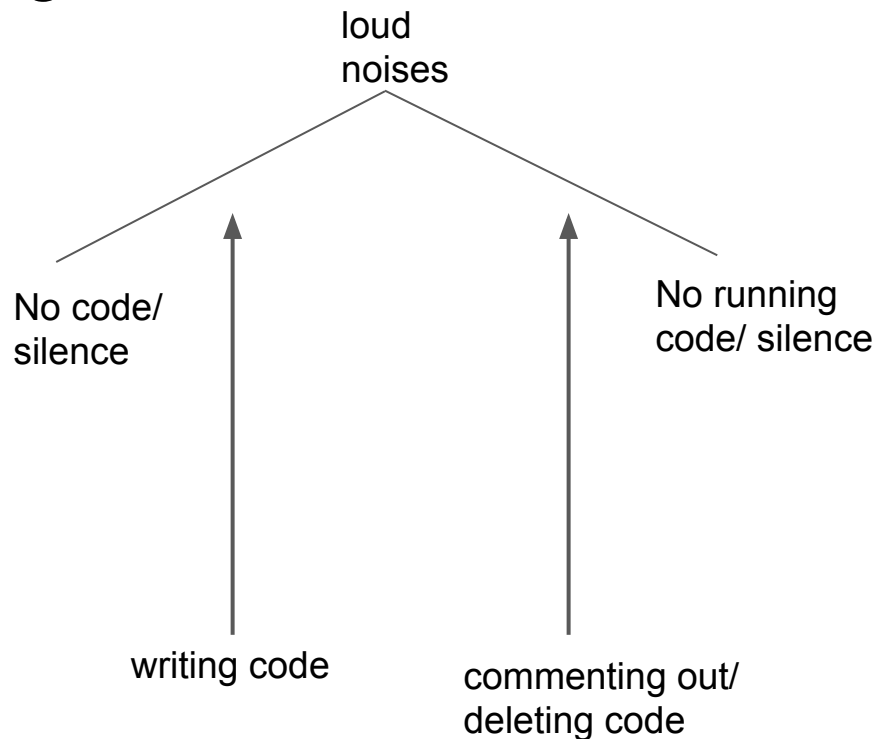 loud
noises
No code/
silence
No running
code/ silence
writing code
commenting out/
deleting code